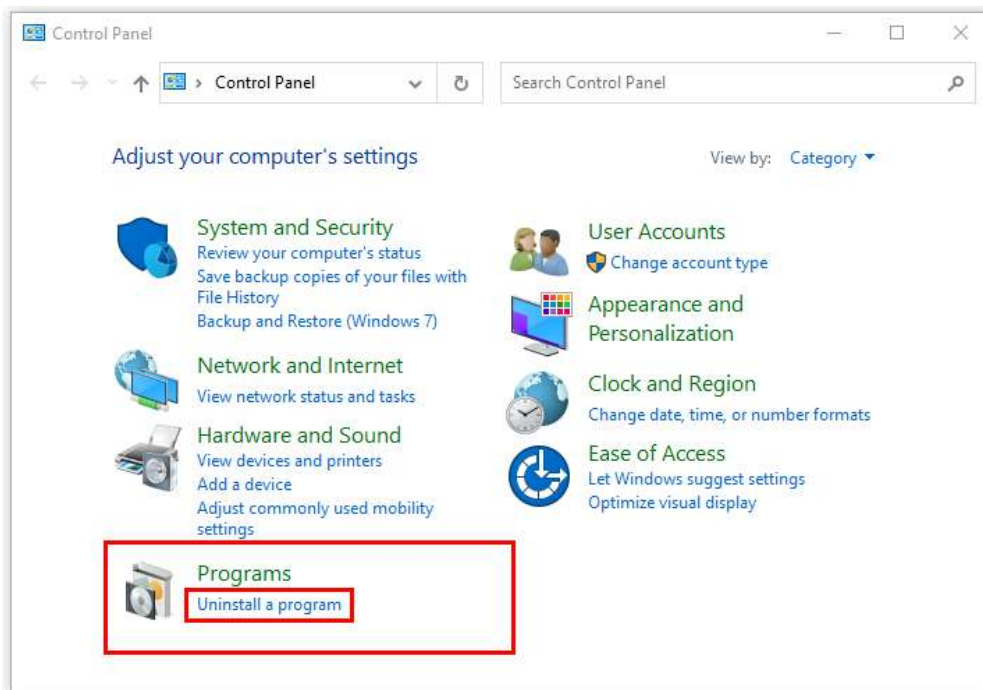 Control Panel
Control Panel
Search Control Panel
Adjust your computer's settings
View by: Category
System and Security
Review your computer's status
Save backup copies of your files with
File History
Backup and Restore (Windows 7)
Network and Internet
View network status and tasks
Hardware and Sound
View devices and printers
Add a device
Adjust commonly used mobility
settings
Programs
Uninstall a program
User Accounts
Change account type
Appearance and
Personalization
Clock and Region
Change date, time, or number formats
Ease of Access
Let Windows suggest settings
Optimize visual display